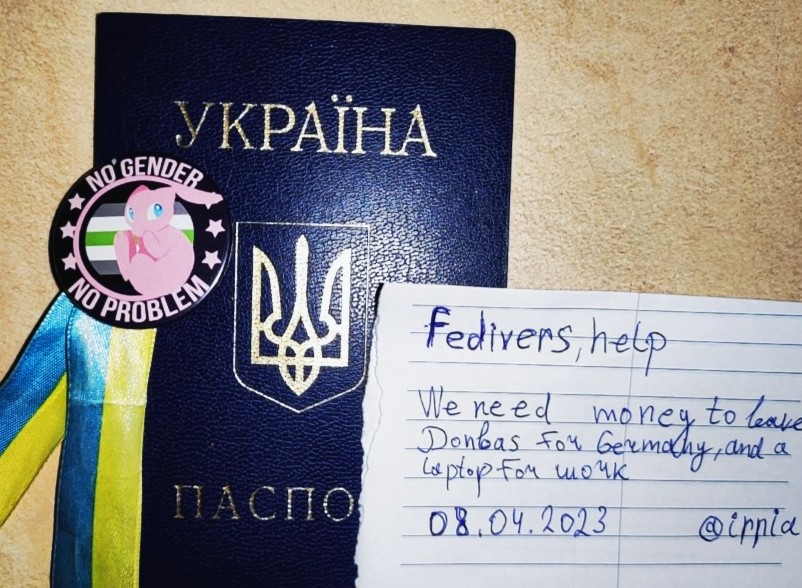 УКРАЇНА
NO GENDER
NO PROBLEM
ПАСПО
Fedivers, help
We need money to leave
Donbas for Germany, and a
laptop for work
08.04.2023 @irpia